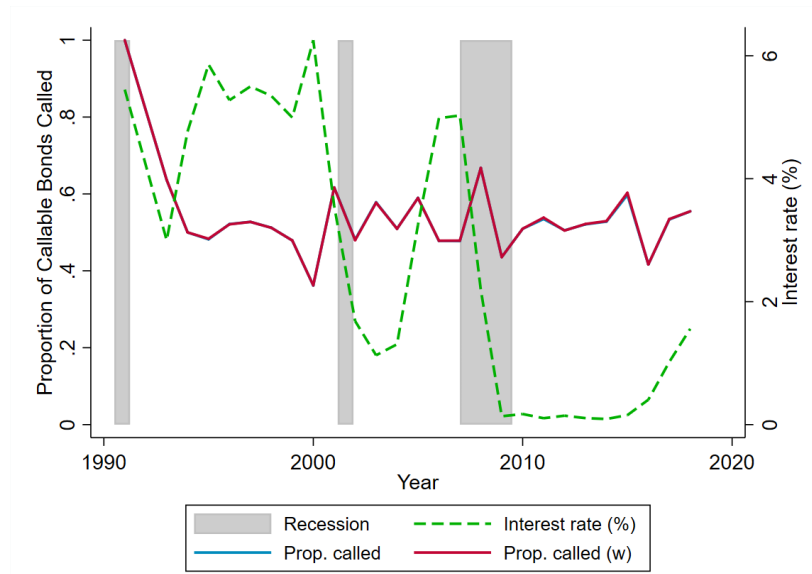 Proportion of Callable Bonds Called
1
.8
.6
.4
.2
0
6
4
2
0
Interest rate (%)
1990 2000 2010 2020
Year
Recession Interest rate (%)
Prop. called Prop. called (w)